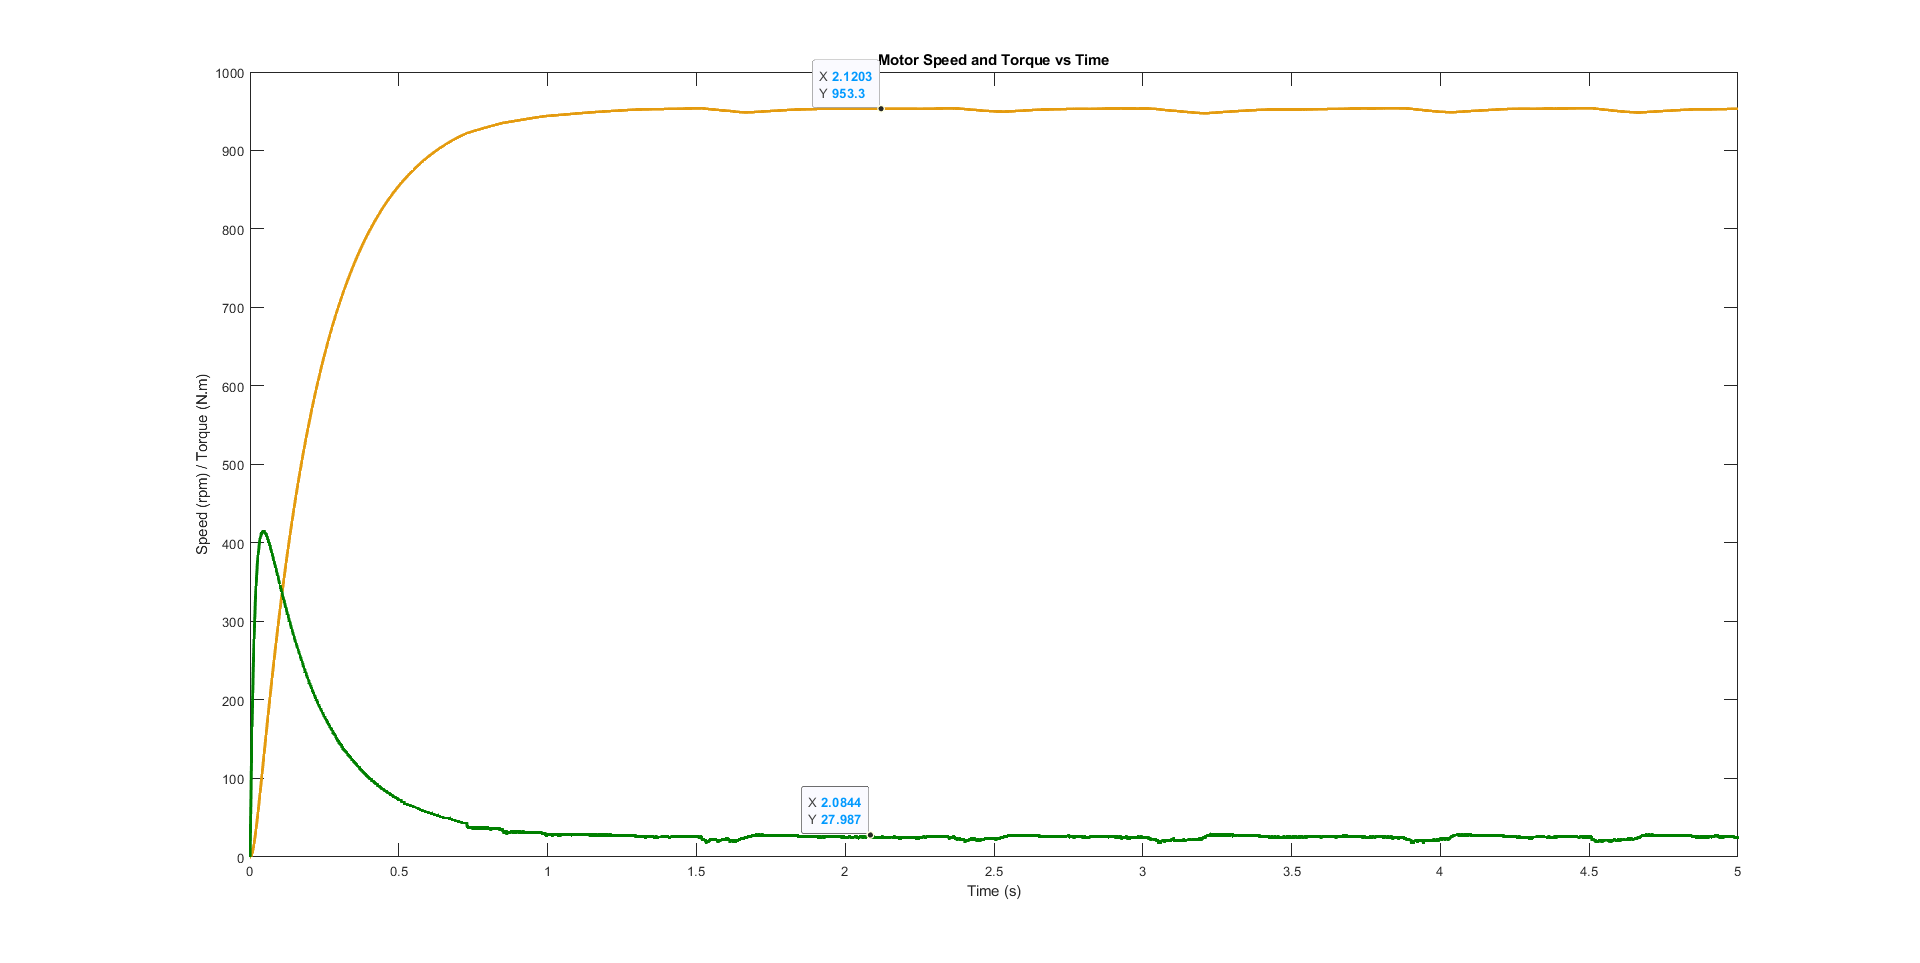 Motor Speed and Torque vs Time
X 2.1203
Y 953.3
1000
900
800
700
600
500
400
300
200
100
0
Speed (rpm) / Torque (N.m)
X 2.0844
Y 27.987
0 0.5 1 1.5 2 2.5 3 3.5 4 4.5 5
Time (s)